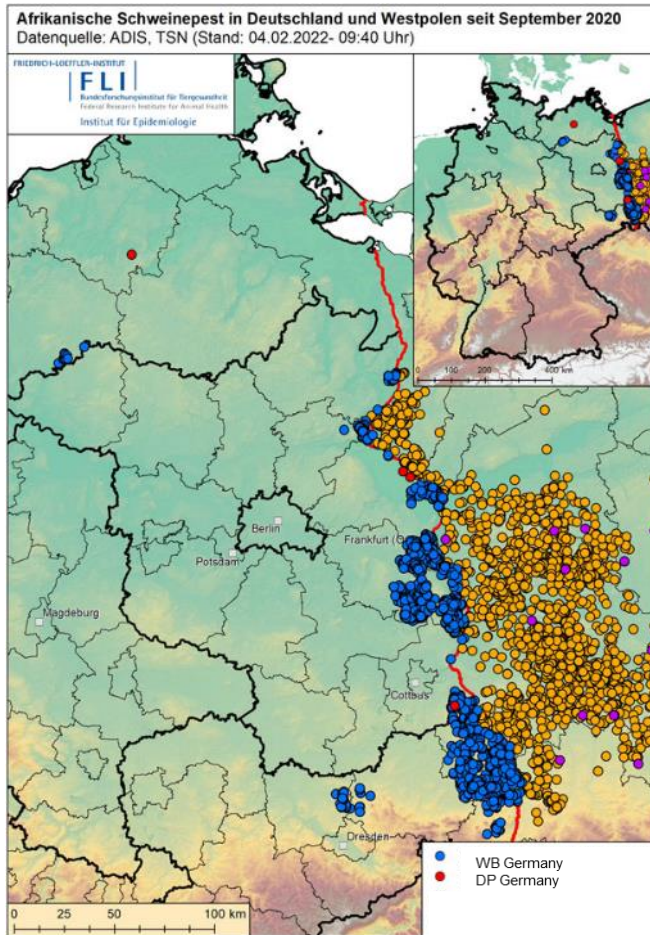 Afrikanische Schweinepest in Deutschland und Westpolen seit September 2020
Datenquelle: ADIS, TSN (Stand: 04.02.2022- 09:40 Uhr)
FRIEDRICH-LOEFFLER-INSTITUT
FLI
Bundesforschungsinstitut für Tiergesundheit
Federal Research Institute for Animal Health
Institut für Epidemiologie
0 100 200 400 km
Berlin
Frankfurt (O
Potsdam
Magdeburg
Cottbus
Dresden
WB Germany
DP Germany
0 25 50 100 km